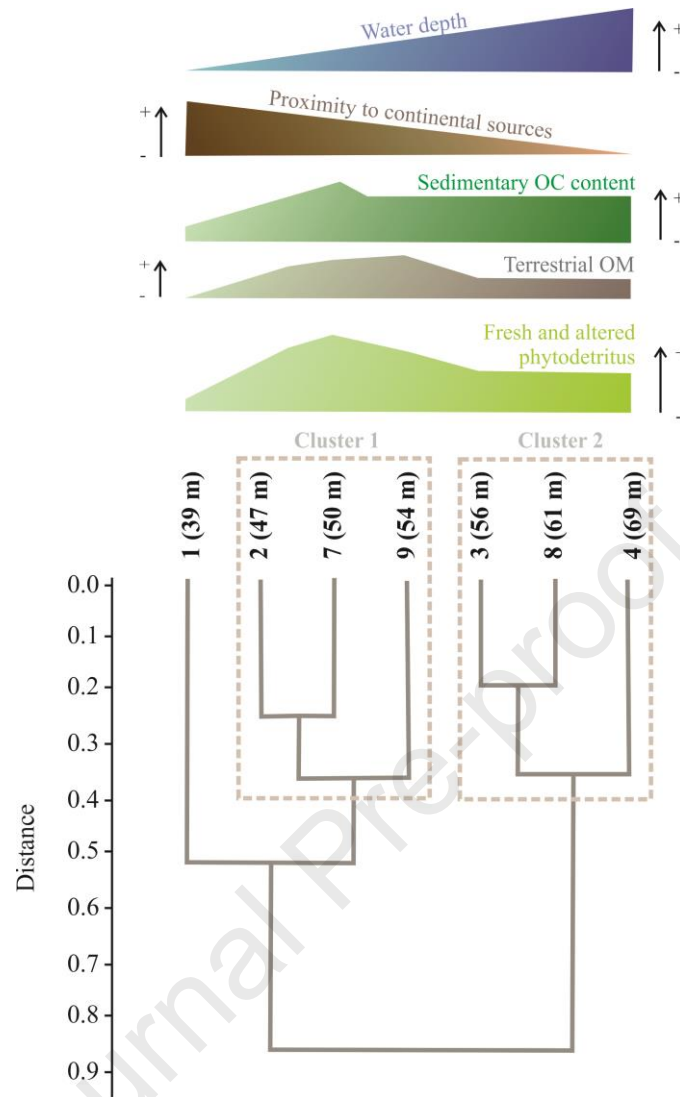 Water depth
+
-
Proximity to continental sources
+
-
Sedimentary OC content
+
-
Terrestrial OM
+
-
Fresh and altered
phytodetritus
+
-
Cluster 1
Cluster 2
1 (39 m)
2 (47 m)
7 (50 m)
9 (54 m)
3 (56 m)
8 (61 m)
4 (69 m)
0.0
0.1
0.2
0.3
0.4
0.5
0.6
0.7
0.8
0.9
Distance
urnal Pre-proof